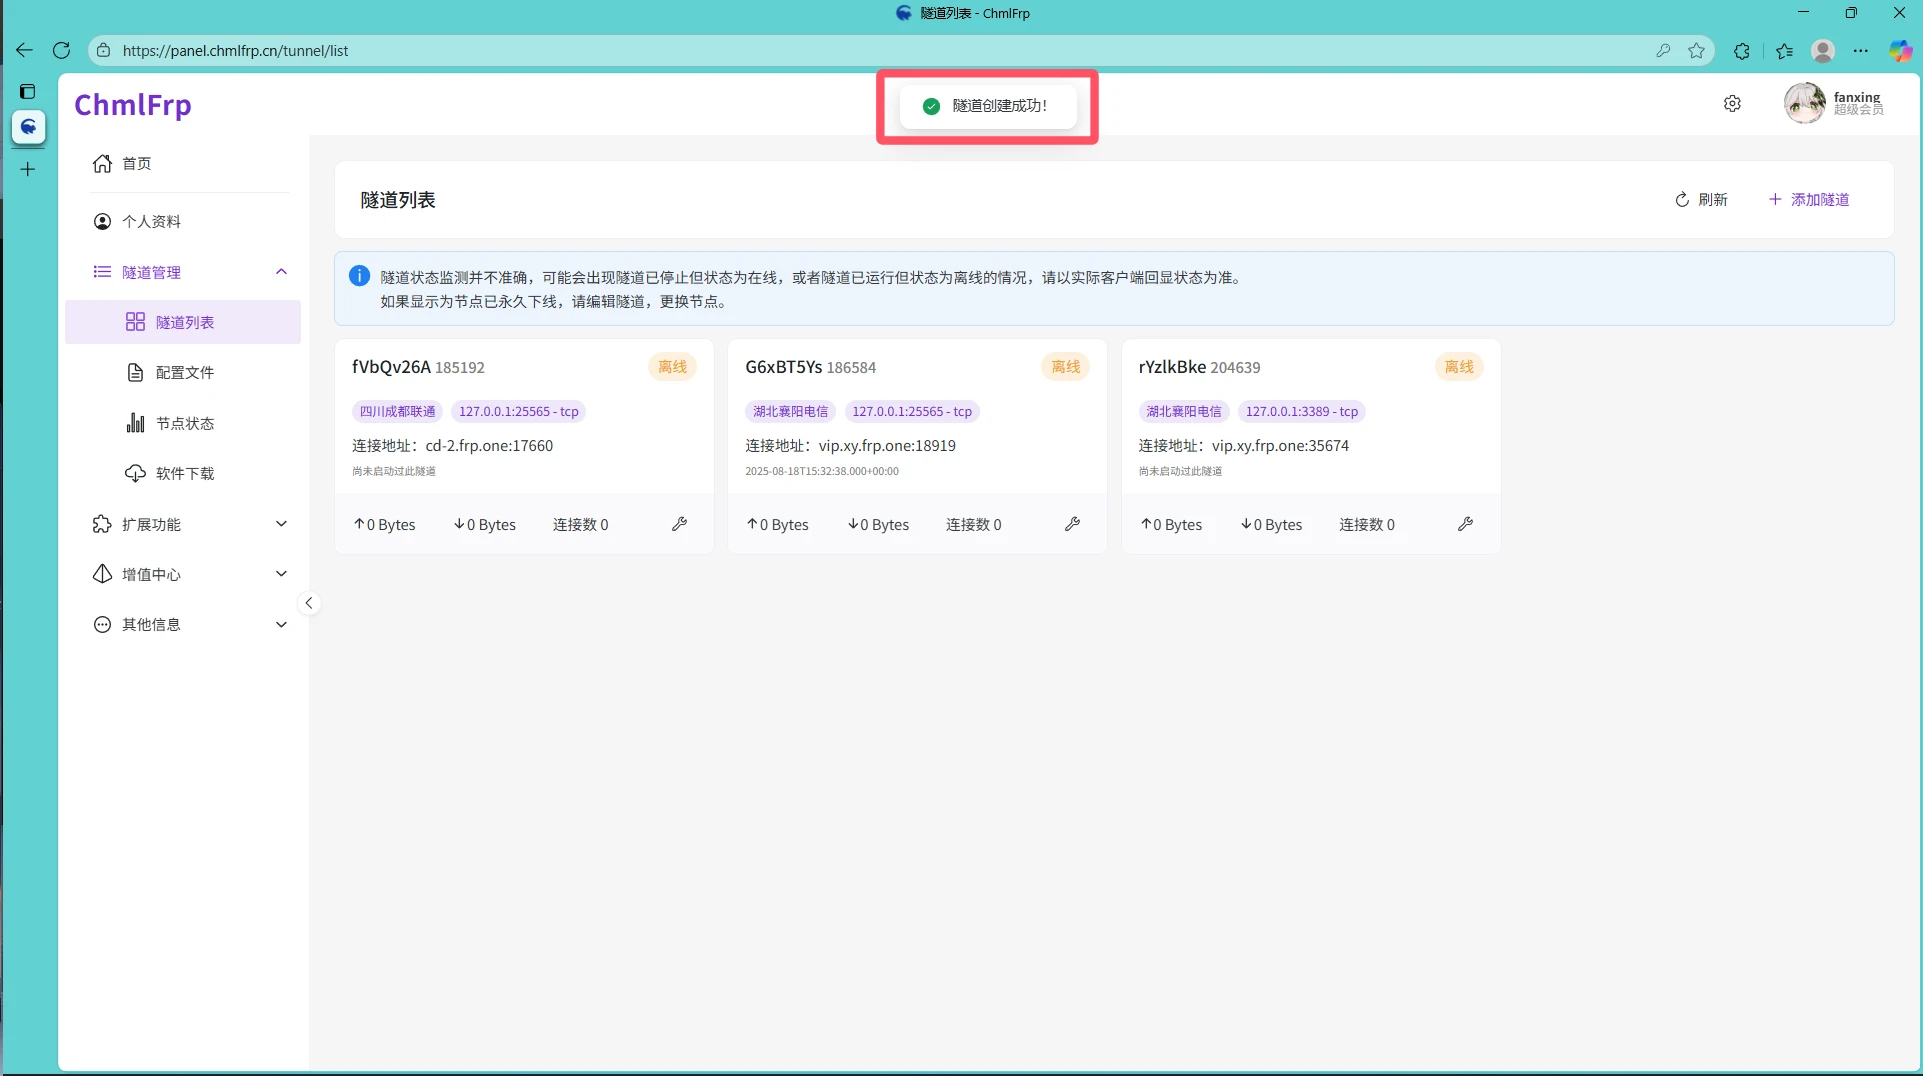 隧道列表 - ChmlFrp
https://panel.chmlfrp.cn/tunnel/list
ChmlFrp
隧道创建成功！
fanxing
超级会员
首页
个人资料
隧道管理
隧道列表
配置文件
节点状态
软件下载
扩展功能
增值中心
其他信息
隧道列表
刷新
添加隧道
隧道状态监测并不准确，可能会出现隧道已停止但状态为在线，或者隧道已运行但状态为离线的情况，请以实际客户端回显状态为准。
如果显示为节点已永久下线，请编辑隧道，更换节点。
fVbQv26A 185192 离线
四川成都联通 127.0.0.1:25565 - tcp
连接地址：cd-2.frp.one:17660
尚未启动过此隧道
↑0 Bytes ↓0 Bytes 连接数 0
G6xBT5Ys 186584 离线
湖北襄阳电信 127.0.0.1:25565 - tcp
连接地址：vip.xy.frp.one:18919
2025-08-18T15:32:38.000+00:00
↑0 Bytes ↓0 Bytes 连接数 0
rYzlkBke 204639 离线
湖北襄阳电信 127.0.0.1:3389 - tcp
连接地址：vip.xy.frp.one:35674
尚未启动过此隧道
↑0 Bytes ↓0 Bytes 连接数 0